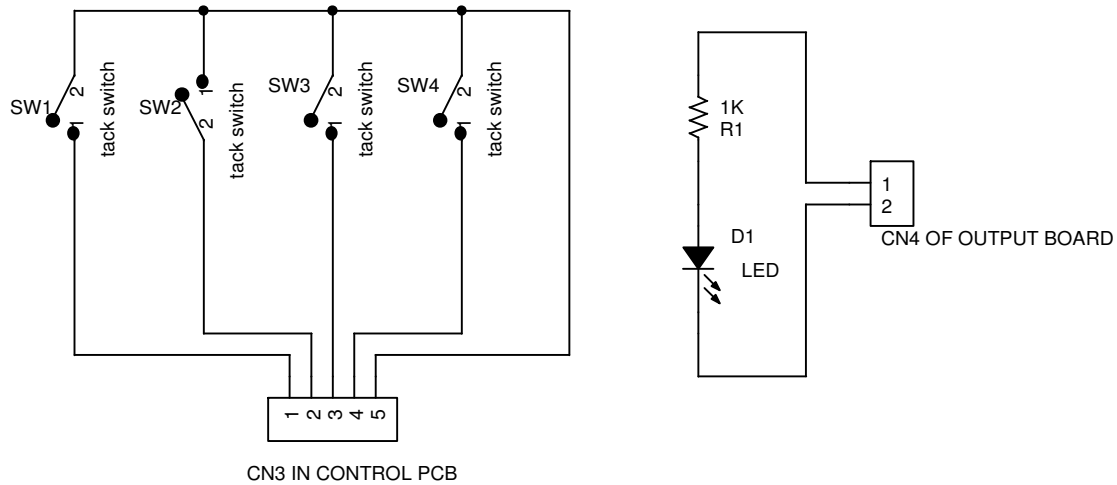 SW1
2
1
tack switch
SW2
1
2
tack switch
SW3
2
1
tack switch
SW4
2
1
tack switch
1 2 3 4 5
CN3 IN CONTROL PCB
1K
R1
D1
LED
1
2
CN4 OF OUTPUT BOARD